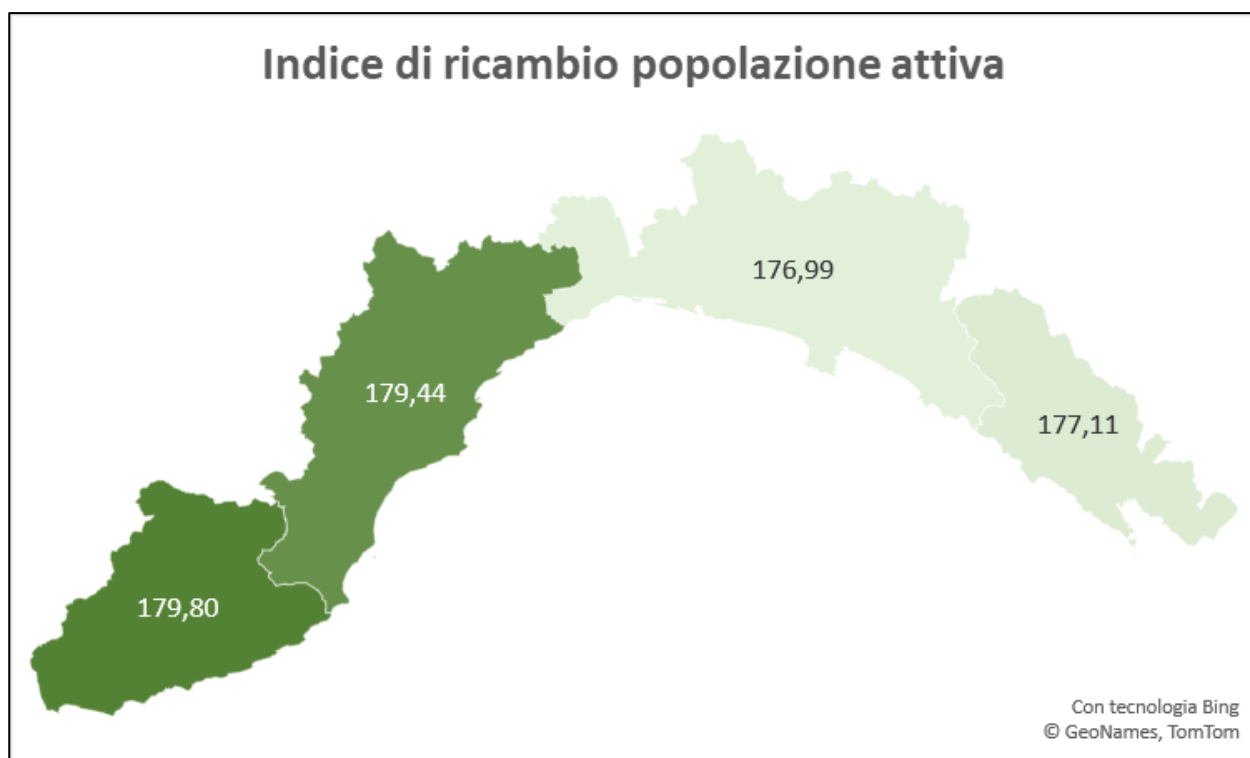 Indice di ricambio popolazione attiva
176,99
179,44
177,11
179,80
Con tecnologia Bing
© GeoNames, TomTom